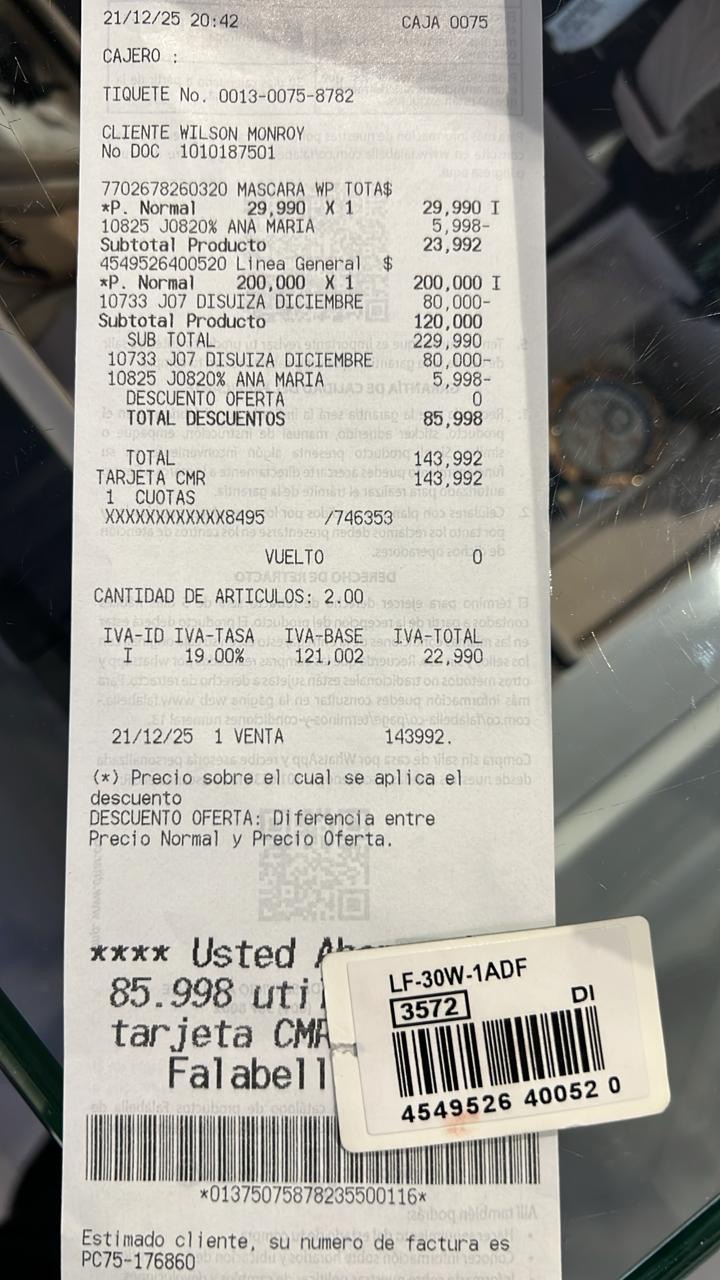 21/12/25 20:42 CAJA 0075
CAJERO :
TIQUETE No. 0013-0075-8782
CLIENTE WILSON MONROY
No DOC 1010187501
7702678260320 MASCARA WP TOTA$
*P. Normal 29,990 X 1 29,990 I
10825 J0820% ANA MARIA 5,998-
Subtotal Producto 23,992
4549526400520 Linea General $
*P. Normal 200,000 X 1 200,000 I
10733 J07 DISUIZA DICIEMBRE 80,000-
Subtotal Producto 120,000
SUB TOTAL 229,990
10733 J07 DISUIZA DICIEMBRE 80,000-
10825 J0820% ANA MARIA 5,998-
DESCUENTO OFERTA 0
TOTAL DESCUENTOS 85,998
TOTAL 143,992
TARJETA CMR 143,992
1 CUOTAS
XXXXXXXXXXXX8495 /746353
VUELTO 0
CANTIDAD DE ARTICULOS: 2.00
IVA-ID IVA-TASA IVA-BASE IVA-TOTAL
I 19.00% 121,002 22,990
21/12/25 1 VENTA 143992.
(*) Precio sobre el cual se aplica el
descuento
DESCUENTO OFERTA: Diferencia entre
Precio Normal y Precio Oferta.
**** Usted
85.998
tarjeta CMR
Falabell
LF-30W-1ADF
3572 DI
4549526 40052 0
*01375075878235500116*
Estimado cliente, su numero de factura es
PC75-176860